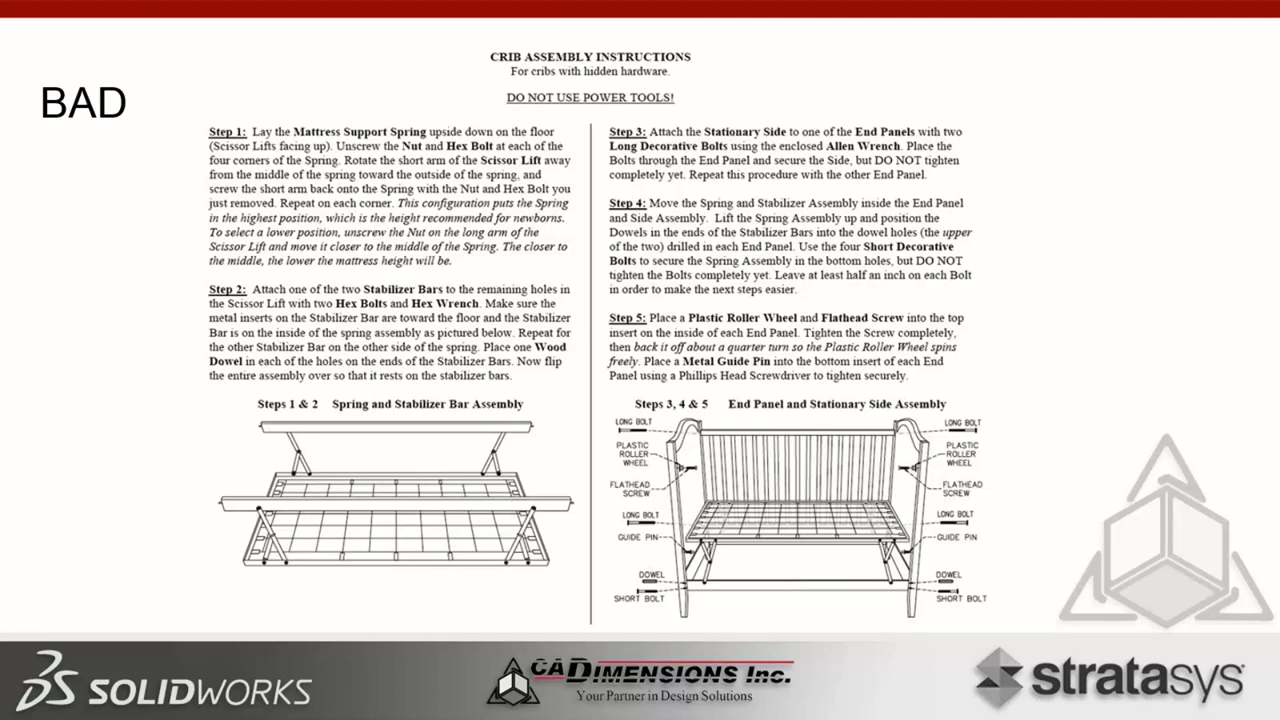 BAD
CRIB ASSEMBLY INSTRUCTIONS
For cribs with hidden hardware.
DO NOT USE POWER TOOLS!
Step 1: Lay the Mattress Support Spring upside down on the floor
(Scissor Lifts facing up). Unscrew the Nut and Hex Bolt at each of the
four corners of the Spring. Rotate the short arm of the Scissor Lift away
from the middle of the spring toward the outside of the spring, and
screw the short arm back onto the Spring with the Nut and Hex Bolt you
just removed. Repeat on each corner. This configuration puts the Spring
in the highest position, which is the height recommended for newborns.
To select a lower position, unscrew the Nut on the long arm of the
Scissor Lift and move it closer to the middle of the Spring. The closer to
the middle, the lower the mattress height will be.
Step 2: Attach one of the two Stabilizer Bars to the remaining holes in
the Scissor Lift with two Hex Bolts and Hex Wrench. Make sure the
metal inserts on the Stabilizer Bar are toward the floor and the Stabilizer
Bar is on the inside of the spring assembly as pictured below. Repeat for
the other Stabilizer Bar on the other side of the spring. Place one Wood
Dowel in each of the holes on the ends of the Stabilizer Bars. Now flip
the entire assembly over so that it rests on the stabilizer bars.
Steps 1 & 2 Spring and Stabilizer Bar Assembly
Step 3: Attach the Stationary Side to one of the End Panels with two
Long Decorative Bolts using the enclosed Allen Wrench. Place the
Bolts through the End Panel and secure the Side, but DO NOT tighten
completely yet. Repeat this procedure with the other End Panel.
Step 4: Move the Spring and Stabilizer Assembly inside the End Panel
and Side Assembly. Lift the Spring Assembly up and position the
Dowels in the ends of the Stabilizer Bars into the dowel holes (the upper
of the two) drilled in each End Panel. Use the four Short Decorative
Bolts to secure the Spring Assembly in the bottom holes, but DO NOT
tighten the Bolts completely yet. Leave at least half an inch on each Bolt
in order to make the next steps easier.
Step 5: Place a Plastic Roller Wheel and Flathead Screw into the top
insert on the inside of each End Panel. Tighten the Screw completely,
then back it off about a quarter turn so the Plastic Roller Wheel spins
freely. Place a Metal Guide Pin into the bottom insert of each End
Panel using a Phillips Head Screwdriver to tighten securely.
Steps 3, 4 & 5 End Panel and Stationary Side Assembly
LONG BOLT
PLASTIC
ROLLER
WHEEL
FLATHEAD
SCREW
LONG BOLT
GUIDE PIN
DOWEL
SHORT BOLT
LONG BOLT
PLASTIC
ROLLER
WHEEL
FLATHEAD
SCREW
LONG BOLT
GUIDE PIN
DOWEL
SHORT BOLT
SOLIDWORKS
CADIMENSIONS Inc.
Your Partner in Design Solutions
stratasys